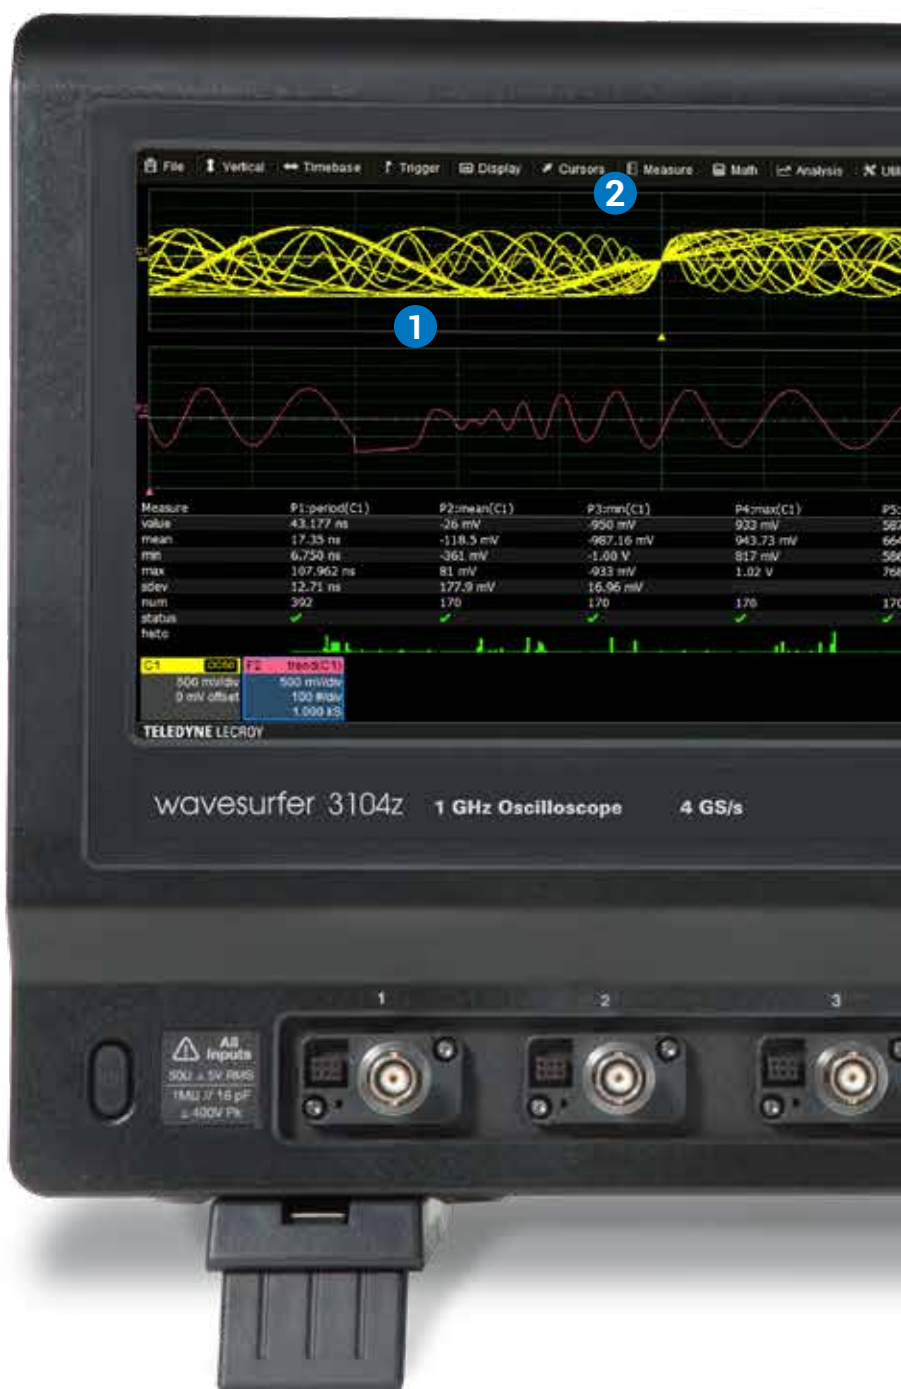 File Vertical Timebase Trigger Display Cursors Measure Math Analysis
2
1
Measure P1:period(C1) P2:mean(C1) P3:min(C1) P4:max(C1)
value 43.177 ns -26 mV -950 mV 933 mV 587
mean 17.35 ns -118.5 mV -987.16 mV 943.73 mV 664
min 6.750 ns -361 mV -1.00 V 817 mV 586
max 107.962 ns 81 mV -933 mV 1.02 V 768
sdev 12.71 ns 177.9 mV 16.96 mV
num 392 170 170 170 170
status
histo
C1 F2 trend(C1)
500 mV/div 500 mV/div
0 mV offset 100 #/div
1.000 kS
TELEDYNE LECROY
wavesurfer 3104z 1 GHz Oscilloscope 4 GS/s
1 2 3
All
Inputs
50Ω ⏊ 5V RMS
1MΩ // 16 pF
⏊ 400V Pk